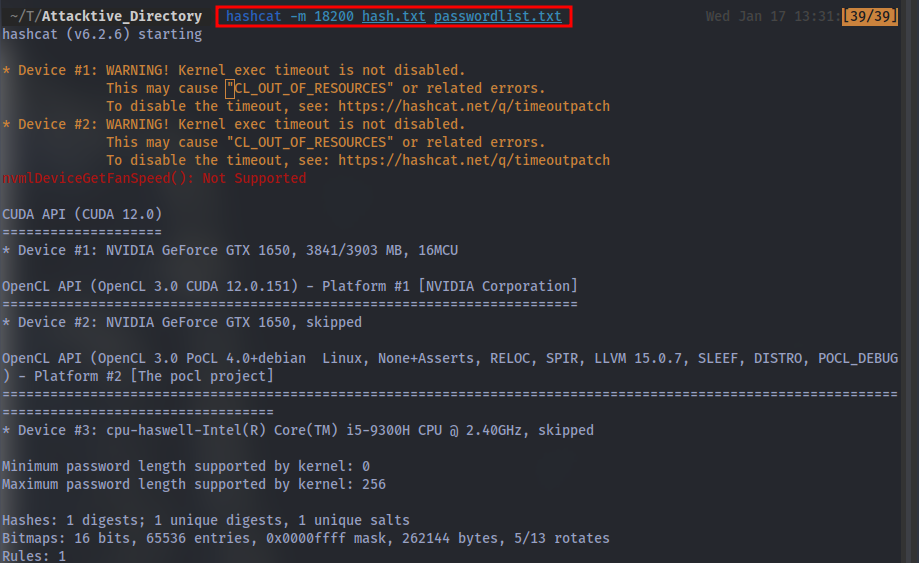 ~/T/Attacktive_Directory hashcat -m 18200 hash.txt passwordlist.txt Wed Jan 17 13:31:[39/39]
hashcat (v6.2.6) starting
* Device #1: WARNING! Kernel exec timeout is not disabled.
This may cause "CL_OUT_OF_RESOURCES" or related errors.
To disable the timeout, see: https://hashcat.net/q/timeoutpatch
* Device #2: WARNING! Kernel exec timeout is not disabled.
This may cause "CL_OUT_OF_RESOURCES" or related errors.
To disable the timeout, see: https://hashcat.net/q/timeoutpatch
nvmlDeviceGetFanSpeed(): Not Supported
CUDA API (CUDA 12.0)
====================
* Device #1: NVIDIA GeForce GTX 1650, 3841/3903 MB, 16MCU
OpenCL API (OpenCL 3.0 CUDA 12.0.151) - Platform #1 [NVIDIA Corporation]
========================================================================
* Device #2: NVIDIA GeForce GTX 1650, skipped
OpenCL API (OpenCL 3.0 PoCL 4.0+debian  Linux, None+Asserts, RELOC, SPIR, LLVM 15.0.7, SLEEF, DISTRO, POCL_DEBUG
) - Platform #2 [The pocl project]
================================================================================================================
==================================
* Device #3: cpu-haswell-Intel(R) Core(TM) i5-9300H CPU @ 2.40GHz, skipped
Minimum password length supported by kernel: 0
Maximum password length supported by kernel: 256
Hashes: 1 digests; 1 unique digests, 1 unique salts
Bitmaps: 16 bits, 65536 entries, 0x0000ffff mask, 262144 bytes, 5/13 rotates
Rules: 1